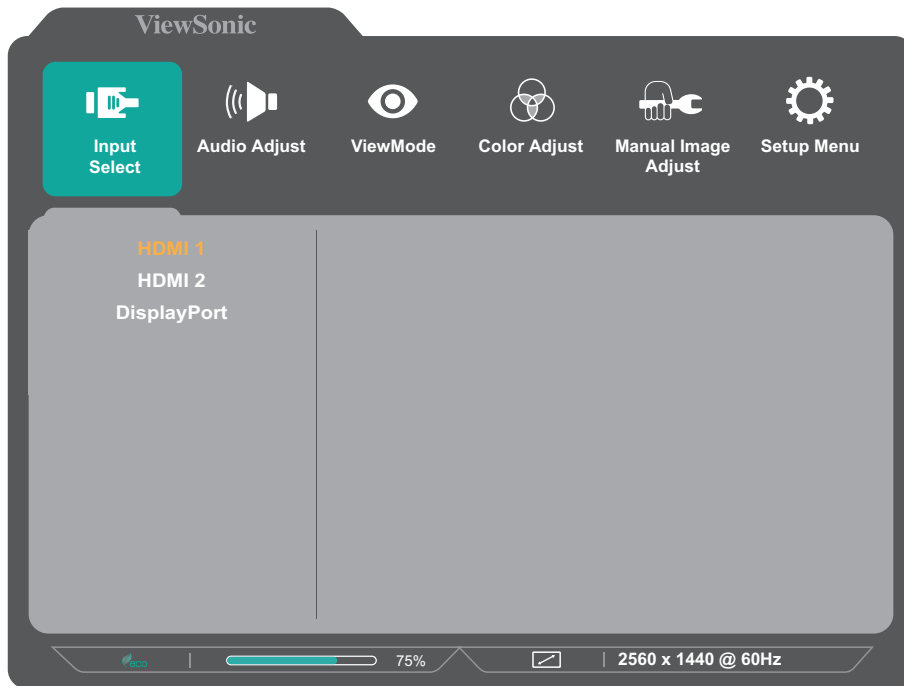 ViewSonic
Input
Select
Audio Adjust
ViewMode
Color Adjust
Manual Image
Adjust
Setup Menu
HDMI 1
HDMI 2
DisplayPort
eco
75%
2560 x 1440 @ 60Hz